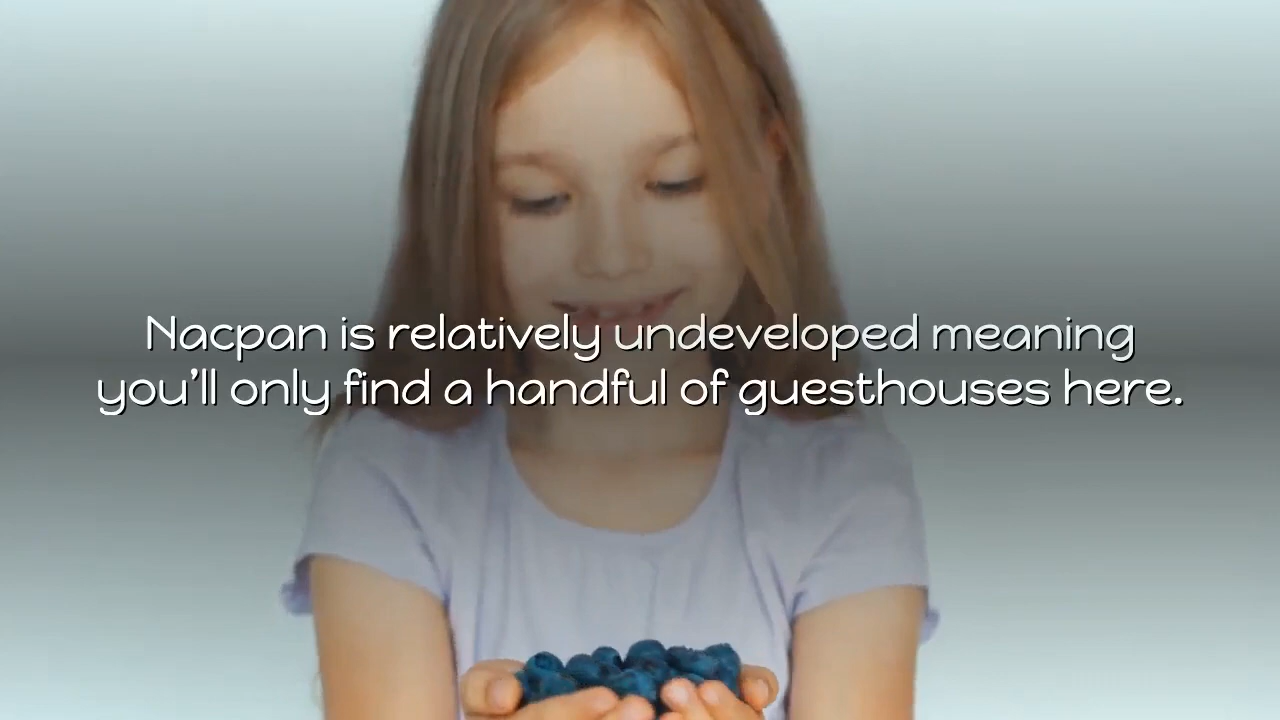 Nacpan is relatively undeveloped meaning
you'll only find a handful of guesthouses here.